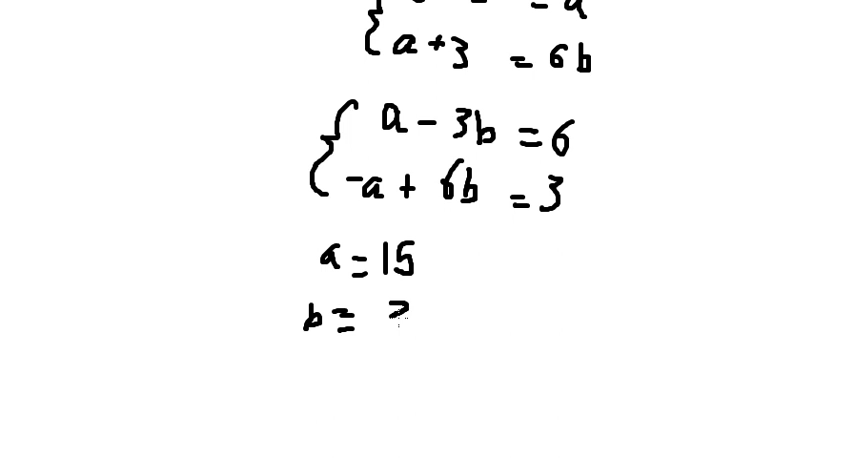 = a
{ a + 3 = 6b
{ a - 3b = 6
-a + 6b = 3
a = 15
b =